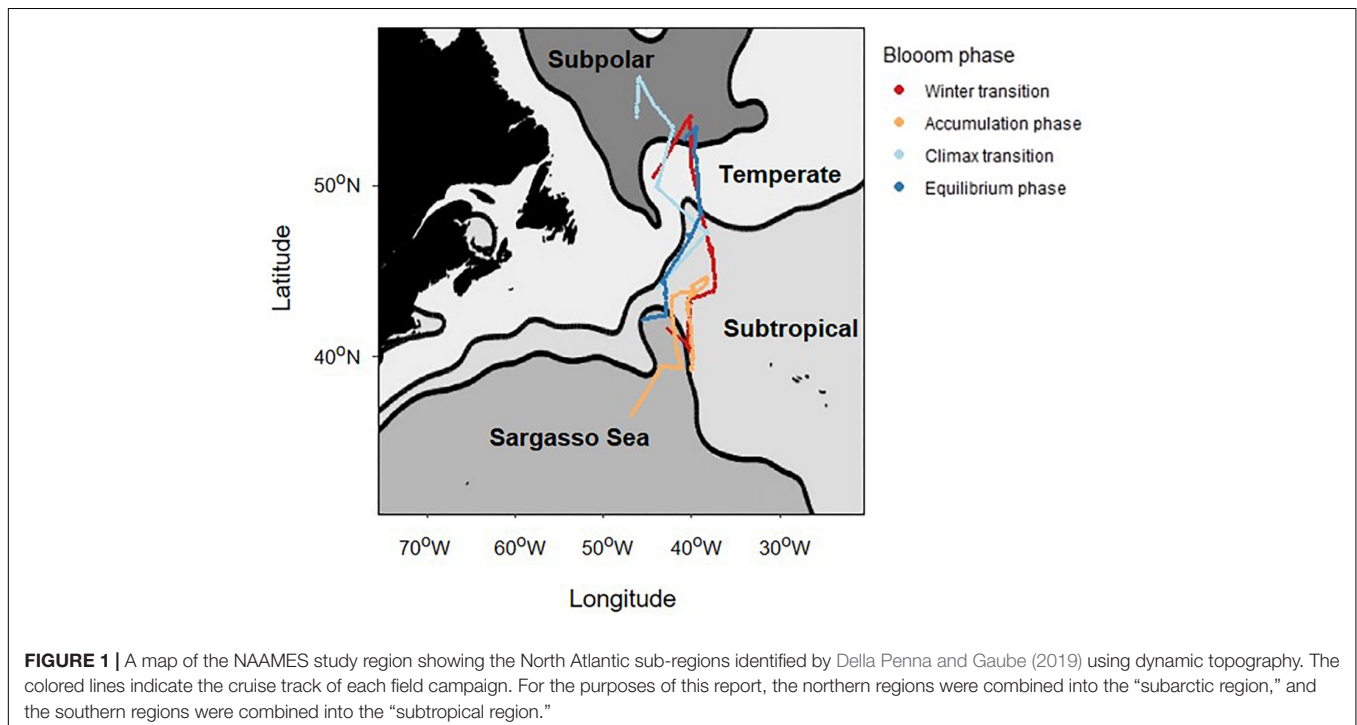 Subpolar
Temperate
Subtropical
Sargasso Sea
50°N
40°N
Latitude
70°W 60°W 50°W 40°W 30°W
Longitude
Blooom phase
Winter transition
Accumulation phase
Climax transition
Equilibrium phase
FIGURE 1 | A map of the NAAMES study region showing the North Atlantic sub-regions identified by Della Penna and Gaube (2019) using dynamic topography. The
colored lines indicate the cruise track of each field campaign. For the purposes of this report, the northern regions were combined into the “subarctic region,” and
the southern regions were combined into the “subtropical region.”